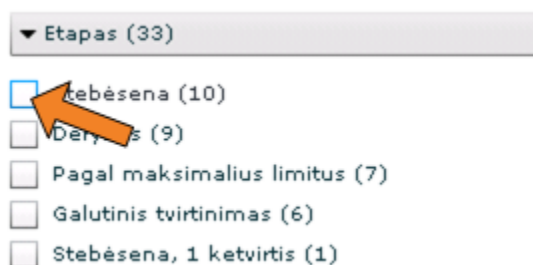 Etapas (33)
(10)
(9)
Pagal maksimalius limitus (7)
Galutinis tvirtinimas (6)
Stebėsena, 1 ketvirtis (1)